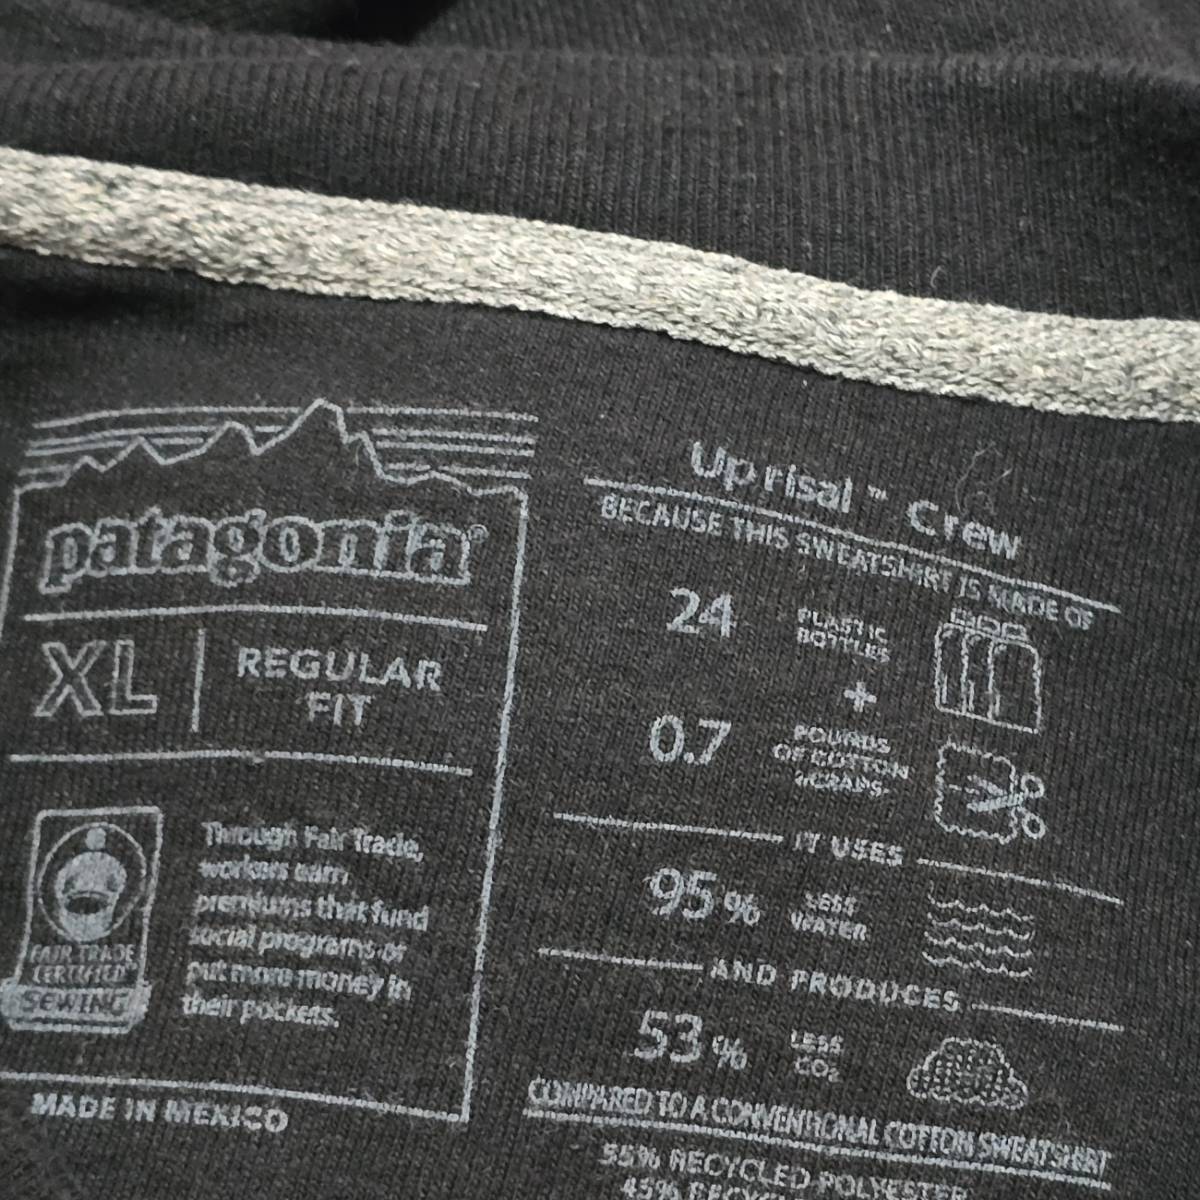 patagonia®
XL
REGULAR
FIT
FAIR TRADE
CERTIFIED
SEWING
Through Fair Trade,
workers earn
premiums that fund
social programs or
put more money in
their pockets.
MADE IN MEXICO
Uprisal™ Crew
BECAUSE THIS SWEATSHIRT IS MADE OF
24 PLASTIC
BOTTLES
+
0.7 POUNDS
OF COTTON
SCRAPS
IT USES
95% LESS
WATER
AND PRODUCES
53% LESS
CO₂
COMPARED TO A CONVENTIONAL COTTON SWEATSHIRT
55% RECYCLED POLYESTER
45%